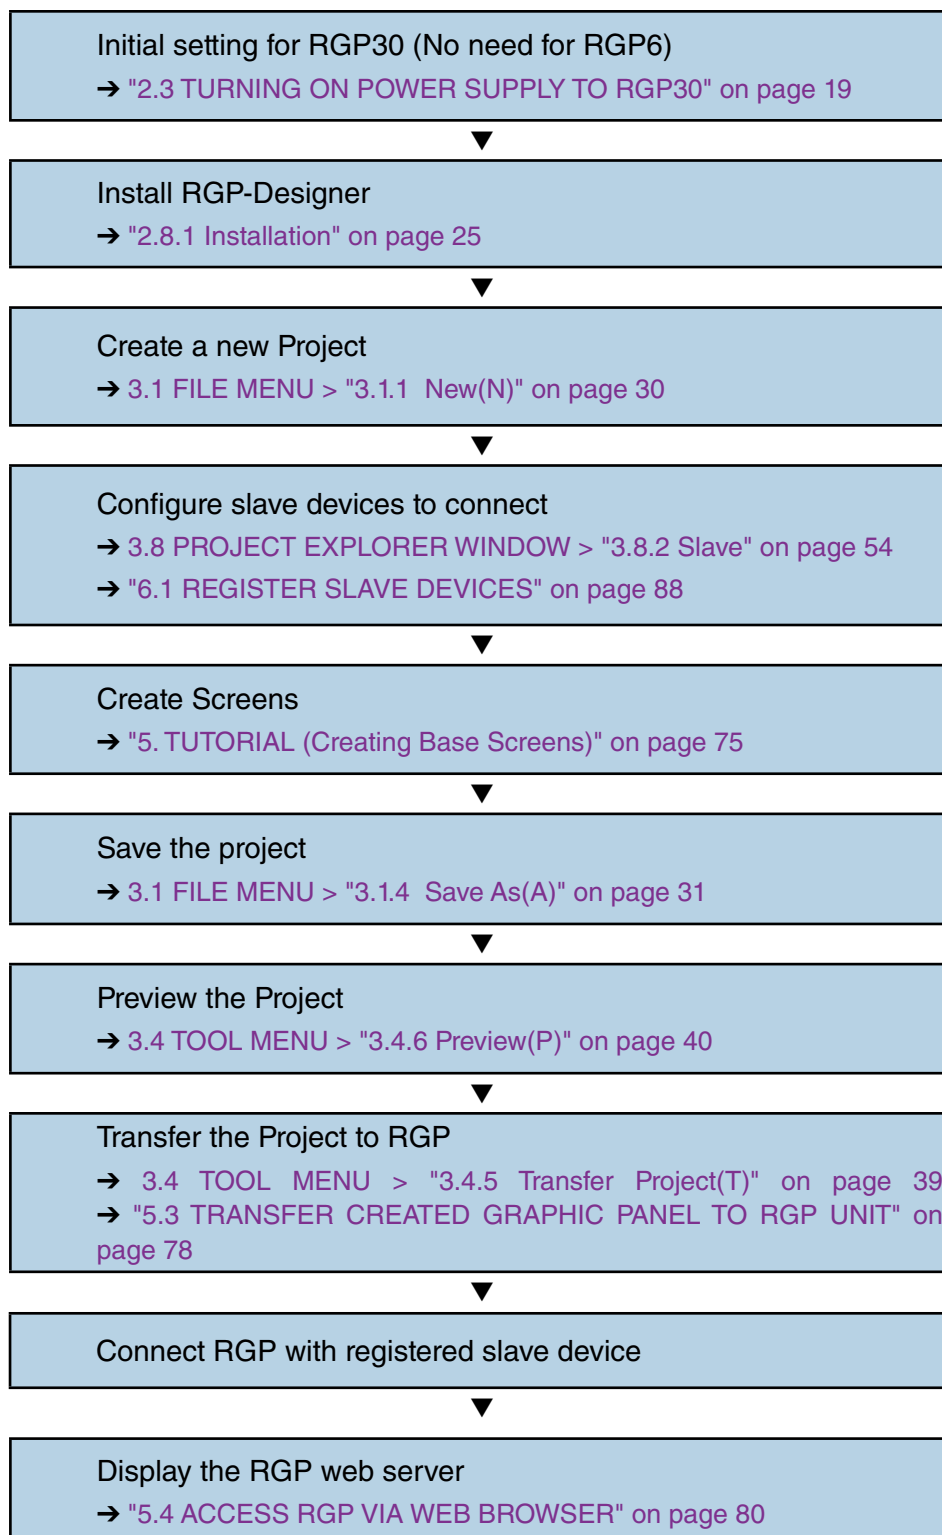 Initial setting for RGP30 (No need for RGP6)
➔ "2.3 TURNING ON POWER SUPPLY TO RGP30" on page 19
▼
Install RGP-Designer
➔ "2.8.1 Installation" on page 25
▼
Create a new Project
➔ 3.1 FILE MENU > "3.1.1 New(N)" on page 30
▼
Configure slave devices to connect
➔ 3.8 PROJECT EXPLORER WINDOW > "3.8.2 Slave" on page 54
➔ "6.1 REGISTER SLAVE DEVICES" on page 88
▼
Create Screens
➔ "5. TUTORIAL (Creating Base Screens)" on page 75
▼
Save the project
➔ 3.1 FILE MENU > "3.1.4 Save As(A)" on page 31
▼
Preview the Project
➔ 3.4 TOOL MENU > "3.4.6 Preview(P)" on page 40
▼
Transfer the Project to RGP
➔ 3.4 TOOL MENU > "3.4.5 Transfer Project(T)" on page 39
➔ "5.3 TRANSFER CREATED GRAPHIC PANEL TO RGP UNIT" on
page 78
▼
Connect RGP with registered slave device
▼
Display the RGP web server
➔ "5.4 ACCESS RGP VIA WEB BROWSER" on page 80